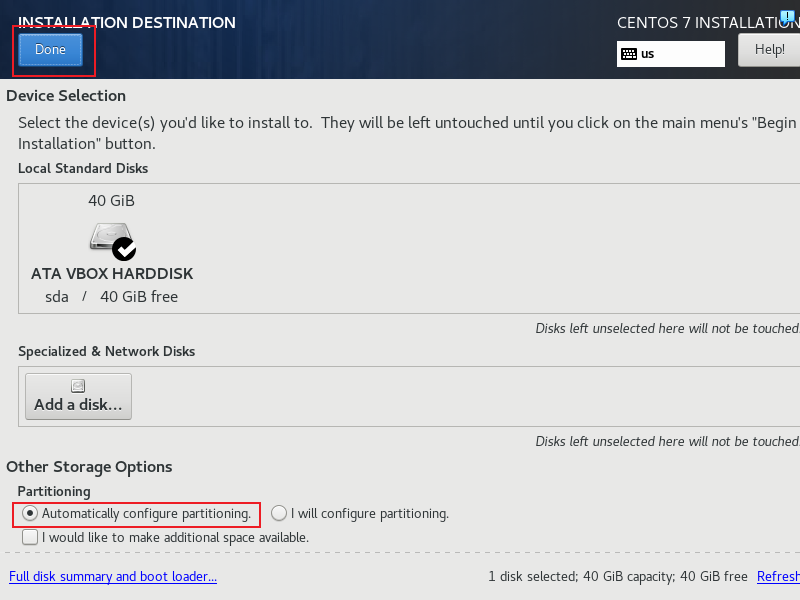 INSTALLATION DESTINATION
CENTOS 7 INSTALLATION
Done
us
Help!
Device Selection
Select the device(s) you'd like to install to.  They will be left untouched until you click on the main menu's "Begin
Installation" button.
Local Standard Disks
40 GiB
ATA VBOX HARDDISK
sda / 40 GiB free
Disks left unselected here will not be touched.
Specialized & Network Disks
Add a disk...
Disks left unselected here will not be touched.
Other Storage Options
Partitioning
Automatically configure partitioning.
I will configure partitioning.
I would like to make additional space available.
Full disk summary and boot loader...
1 disk selected; 40 GiB capacity; 40 GiB free
Refresh